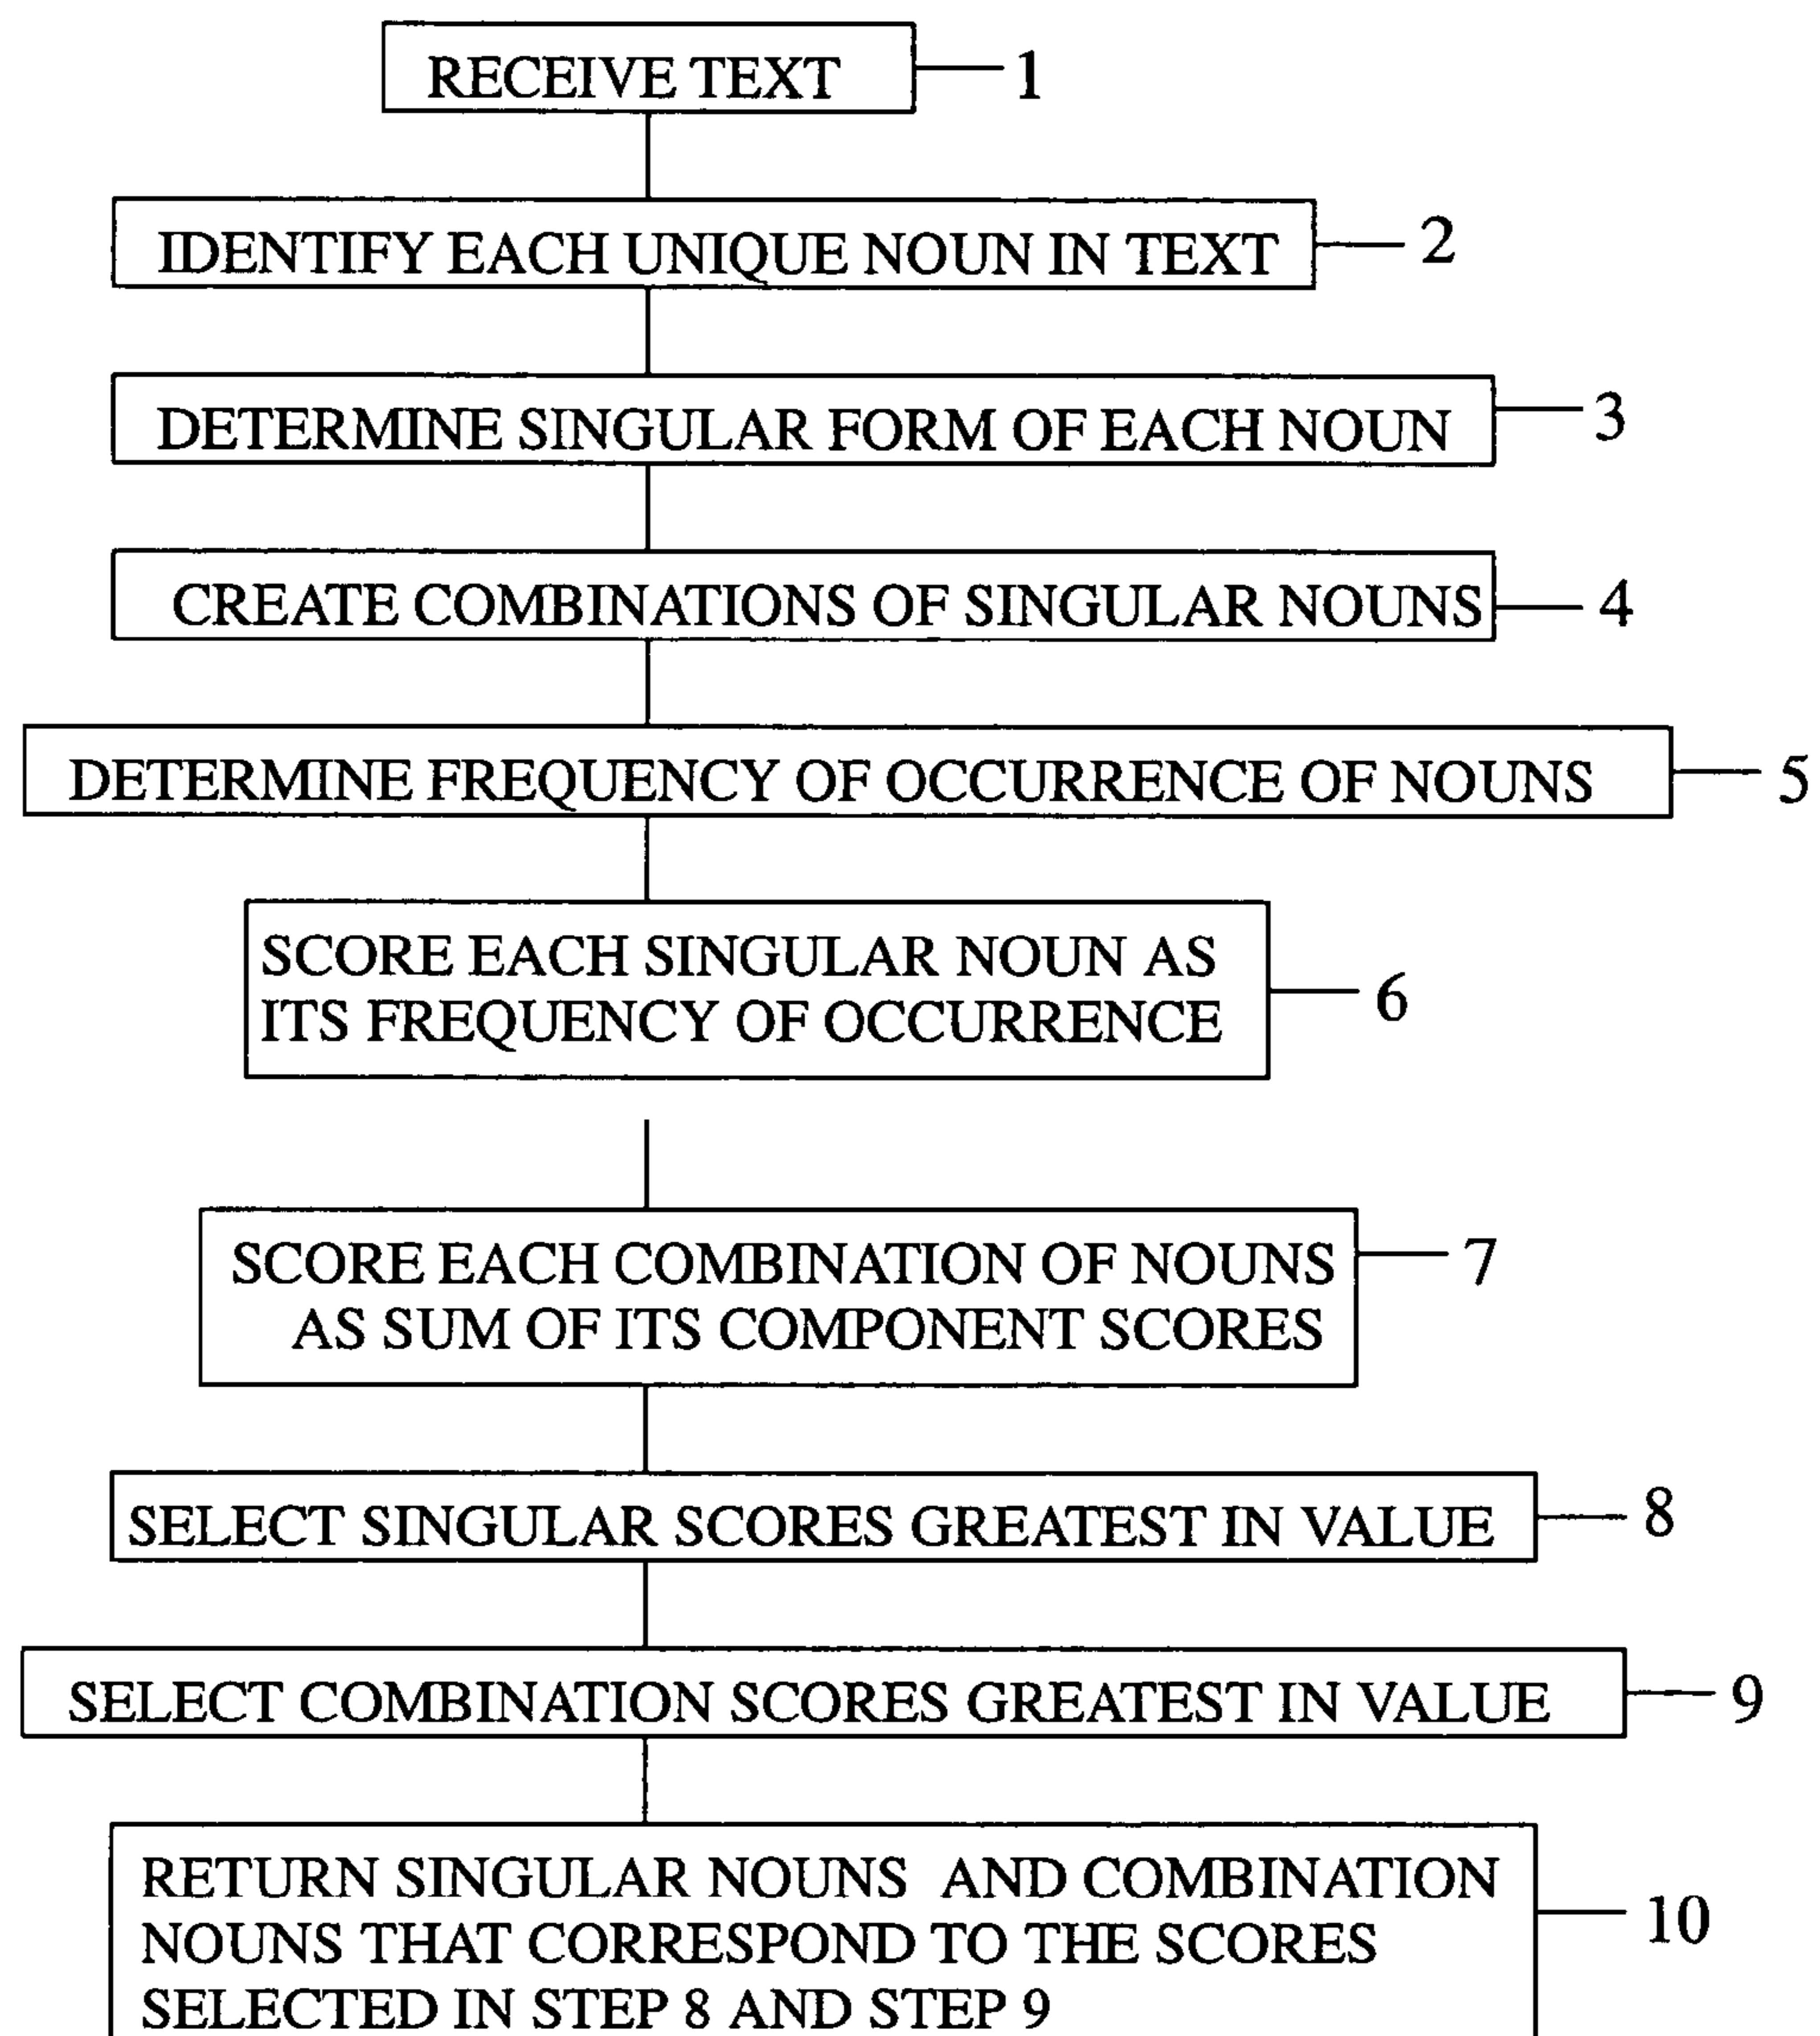 RECEIVE TEXT 1
IDENTIFY EACH UNIQUE NOUN IN TEXT 2
DETERMINE SINGULAR FORM OF EACH NOUN 3
CREATE COMBINATIONS OF SINGULAR NOUNS 4
DETERMINE FREQUENCY OF OCCURRENCE OF NOUNS 5
SCORE EACH SINGULAR NOUN AS
ITS FREQUENCY OF OCCURRENCE 6
SCORE EACH COMBINATION OF NOUNS 7
AS SUM OF ITS COMPONENT SCORES
SELECT SINGULAR SCORES GREATEST IN VALUE 8
SELECT COMBINATION SCORES GREATEST IN VALUE 9
RETURN SINGULAR NOUNS AND COMBINATION
NOUNS THAT CORRESPOND TO THE SCORES 10
SELECTED IN STEP 8 AND STEP 9